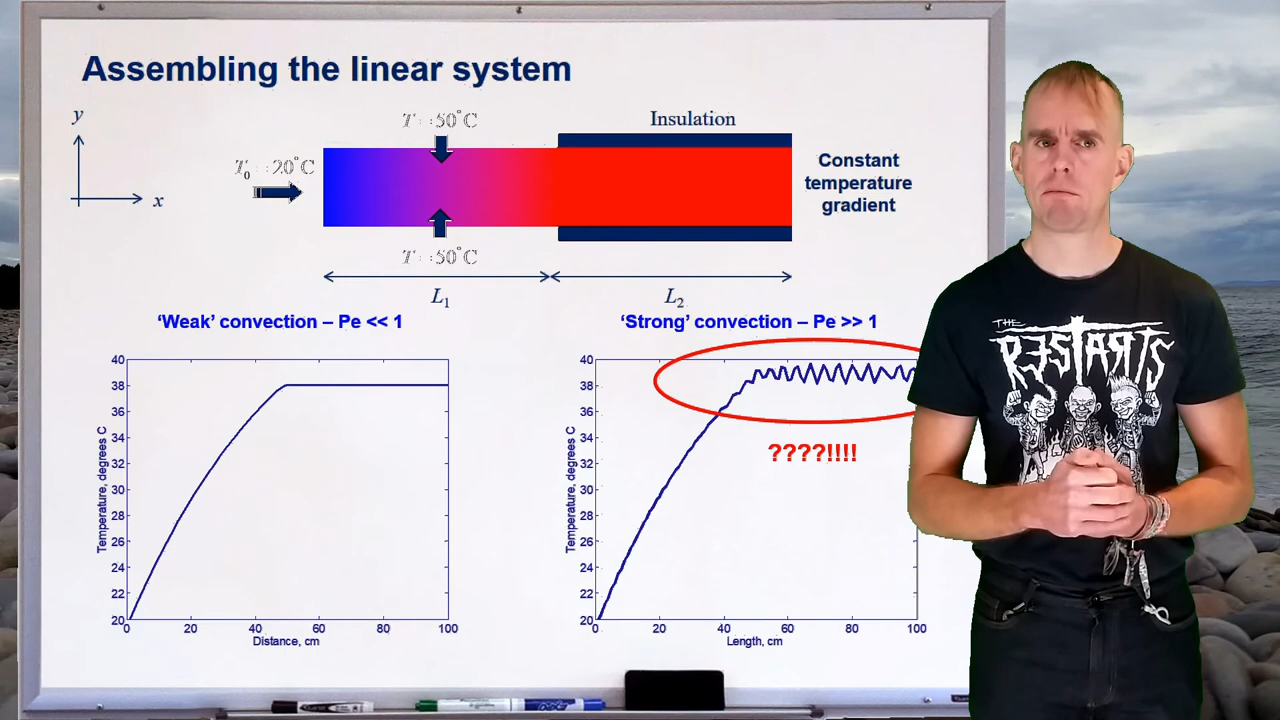 Assembling the linear system
y
x
T = 50°C
T₀ = 20°C
T = 50°C
Insulation
Constant
temperature
gradient
L₁
L₂
‘Weak’ convection – Pe << 1
40
38
36
34
32
30
28
26
24
22
20
Temperature, degrees C
0 20 40 60 80 100
Distance, cm
‘Strong’ convection – Pe >> 1
40
38
36
34
32
30
28
26
24
22
20
Temperature, degrees C
0 20 40 60 80 100
Length, cm
????!!!!
THE
RESTARTS